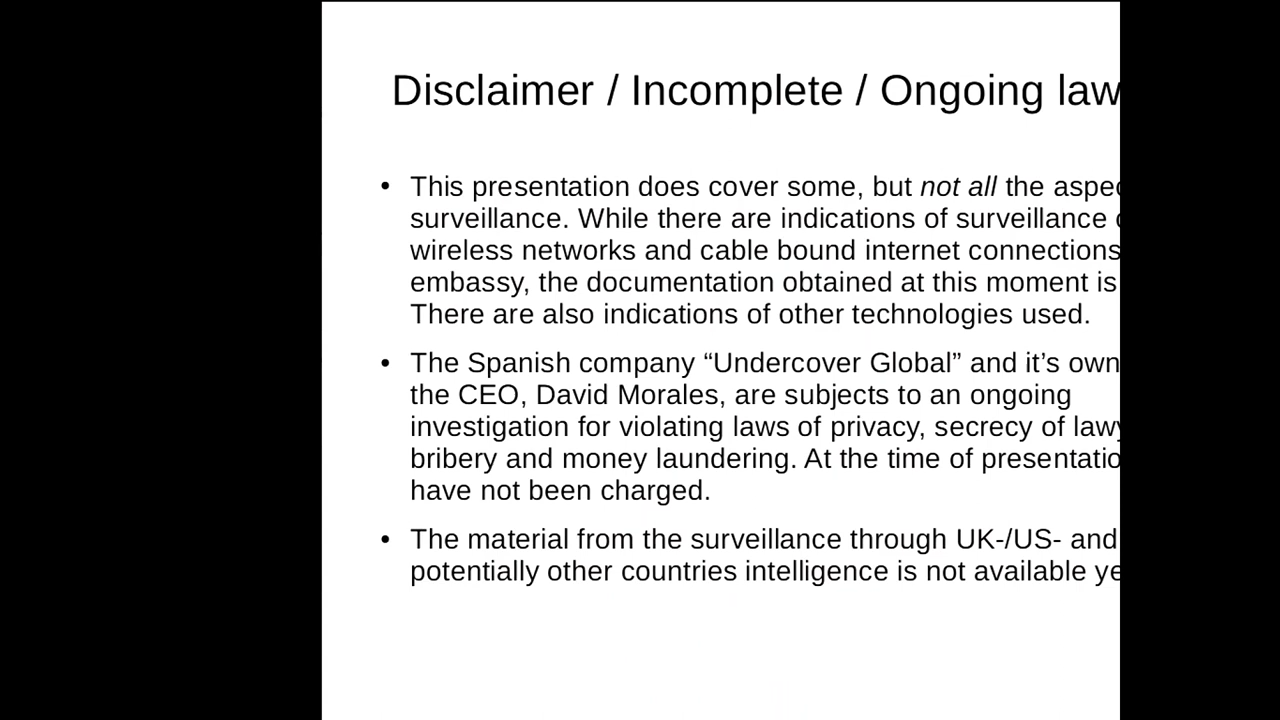 Disclaimer / Incomplete / Ongoing law
• This presentation does cover some, but not all the
surveillance. While there are indications of surveillance
wireless networks and cable bound internet connections
embassy, the documentation obtained at this moment is
There are also indications of other technologies used.
• The Spanish company “Undercover Global” and it’s
the CEO, David Morales, are subjects to an ongoing
investigation for violating laws of privacy, secrecy of
bribery and money laundering. At the time of
have not been charged.
• The material from the surveillance through UK-/US- and
potentially other countries intelligence is not available